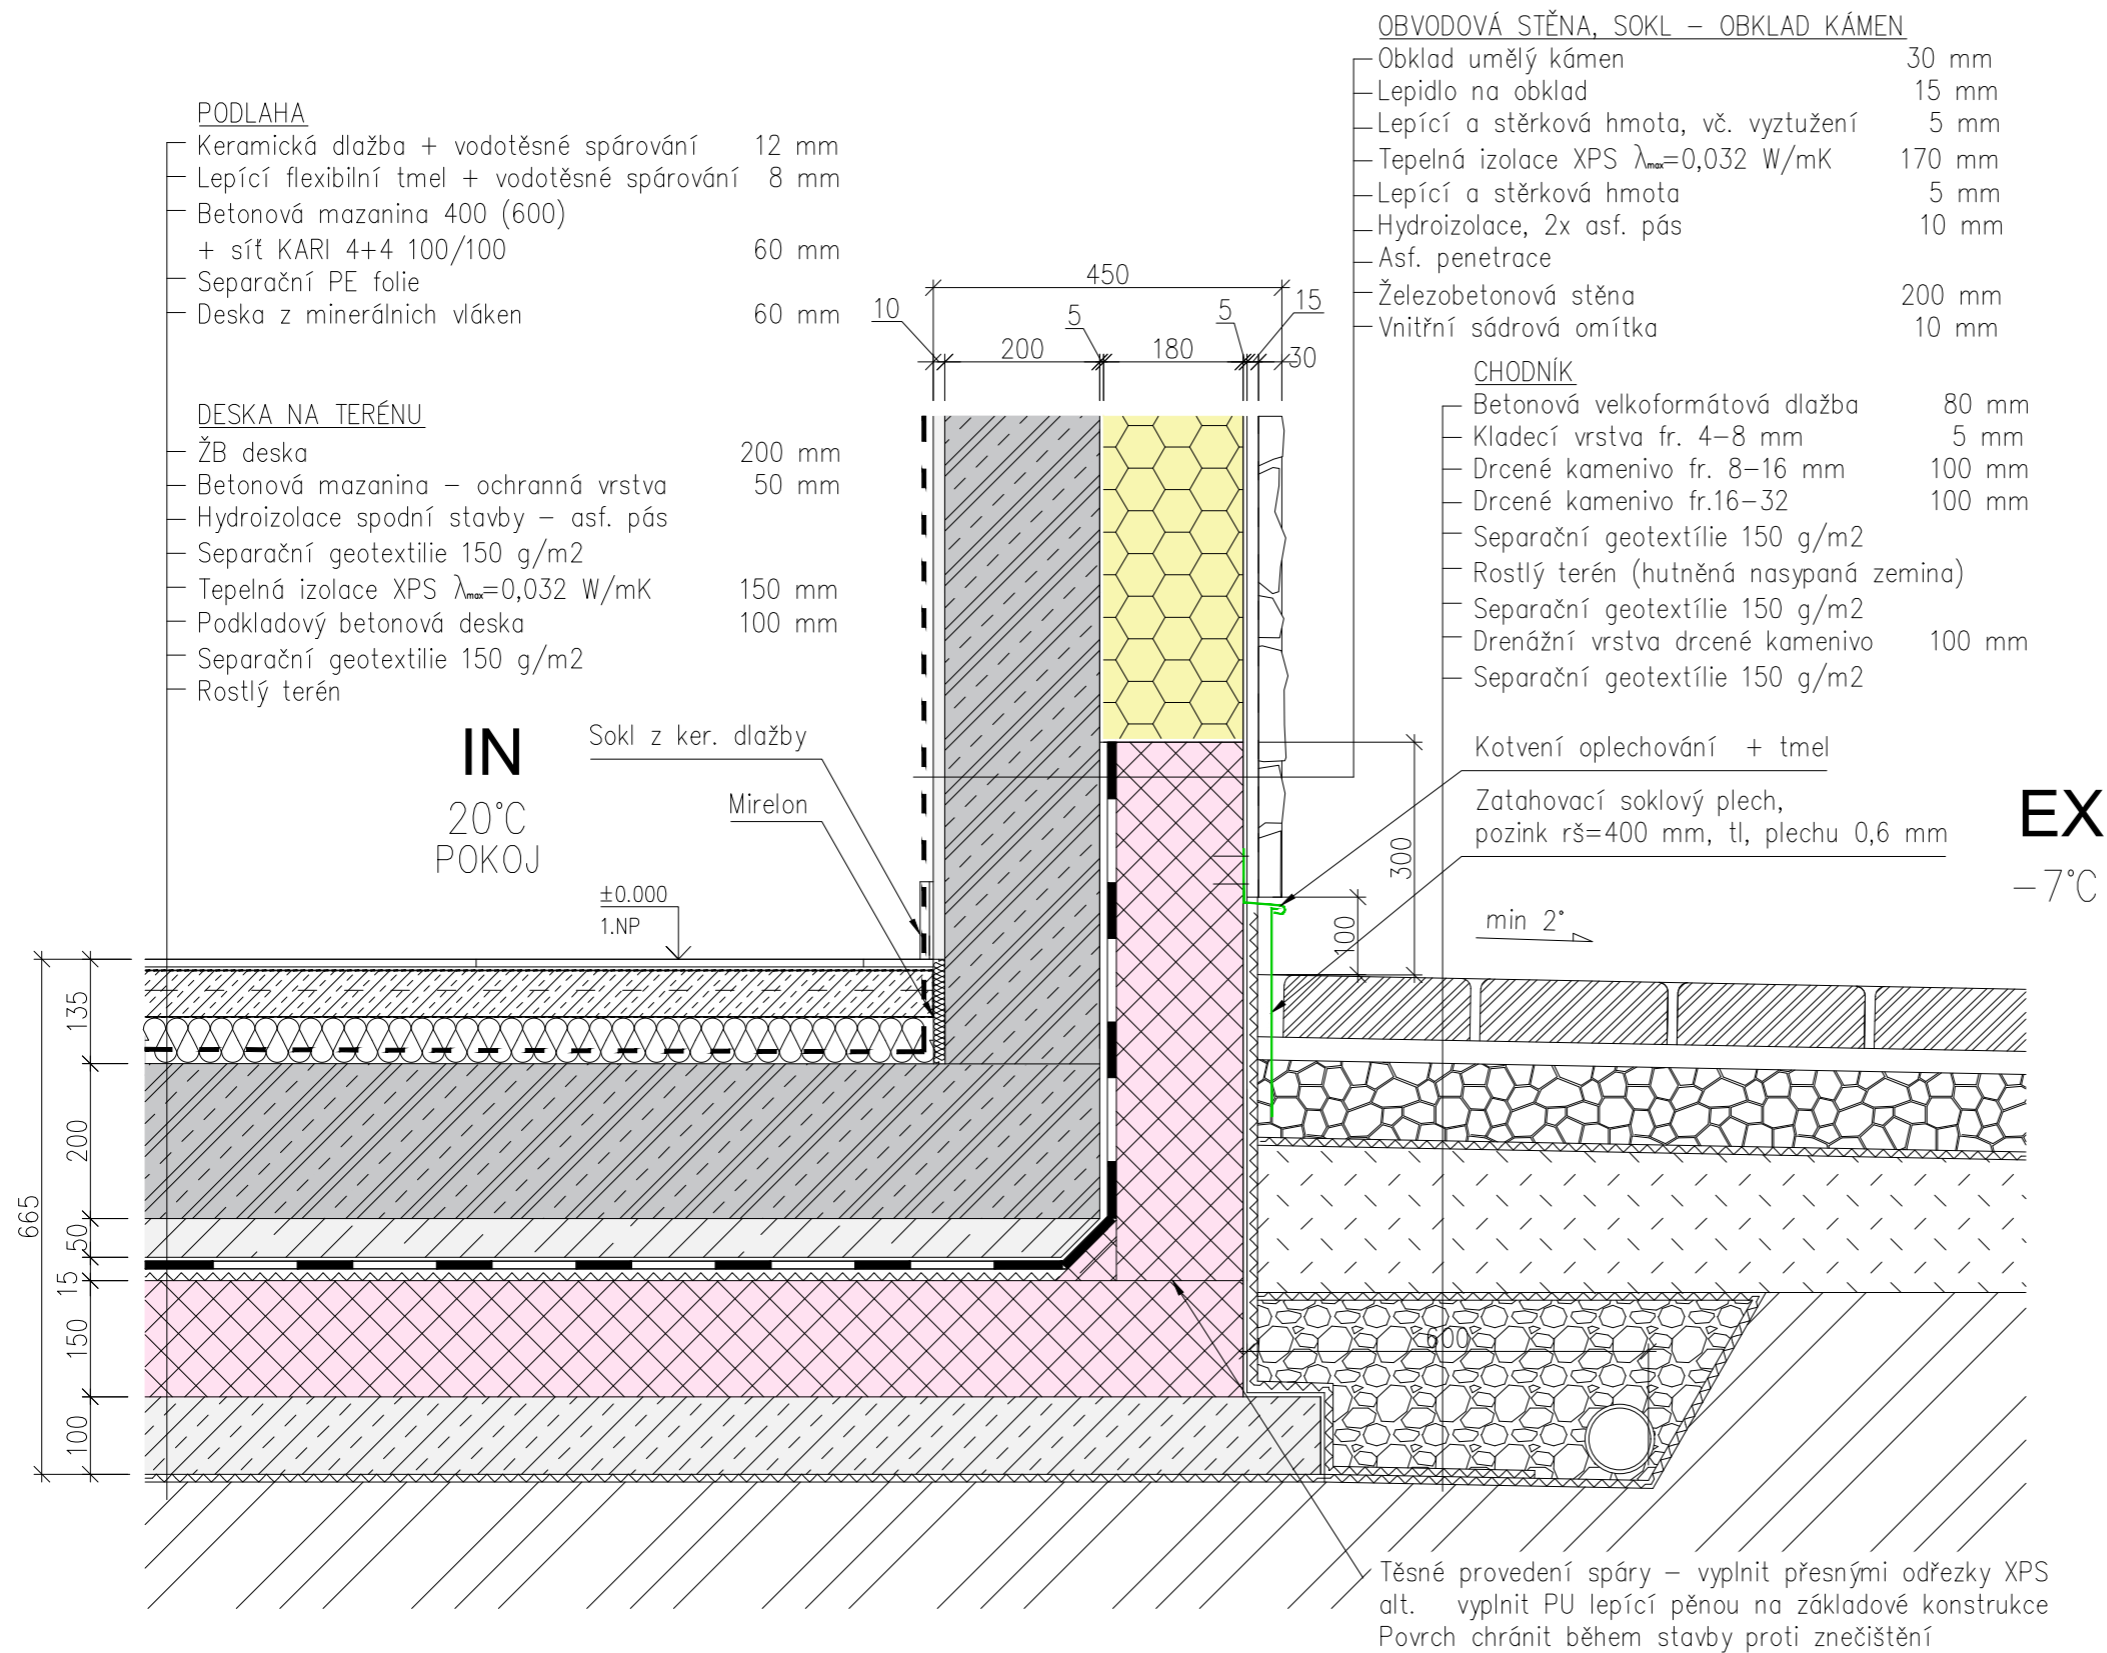 OBVODOVÁ STĚNA, SOKL – OBKLAD KÁMEN
Obklad umělý kámen 30 mm
Lepidlo na obklad 15 mm
Lepící a stěrková hmota, vč. vyztužení 5 mm
Tepelná izolace XPS λmax=0,032 W/mK 170 mm
Lepící a stěrková hmota 5 mm
Hydroizolace, 2x asf. pás 10 mm
Asf. penetrace
Železobetonová stěna 200 mm
Vnitřní sádrová omítka 10 mm
PODLAHA
Keramická dlažba + vodotěsné spárování 12 mm
Lepící flexibilní tmel + vodotěsné spárování 8 mm
Betonová mazanina 400 (600)
+ síť KARI 4+4 100/100 60 mm
Separační PE folie
Deska z minerálnich vláken 60 mm
450
10
5
5
15
200
180
30
CHODNÍK
Betonová velkoformátová dlažba 80 mm
Kladecí vrstva fr. 4–8 mm 5 mm
Drcené kamenivo fr. 8–16 mm 100 mm
Drcené kamenivo fr.16–32 100 mm
Separační geotextílie 150 g/m2
Rostlý terén (hutněná nasypaná zemina)
Separační geotextílie 150 g/m2
Drenážní vrstva drcené kamenivo 100 mm
Separační geotextílie 150 g/m2
DESKA NA TERÉNU
ŽB deska 200 mm
Betonová mazanina – ochranná vrstva 50 mm
Hydroizolace spodní stavby – asf. pás
Separační geotextilie 150 g/m2
Tepelná izolace XPS λmax=0,032 W/mK 150 mm
Podkladový betonová deska 100 mm
Separační geotextilie 150 g/m2
Rostlý terén
IN
20°C
POKOJ
Sokl z ker. dlažby
Mirelon
±0.000
1.NP
Kotvení oplechování + tmel
Zatahovací soklový plech,
pozink rš=400 mm, tl, plechu 0,6 mm
EX
–7°C
min 2°
300
100
135
200
50
15
150
100
665
600
Těsné provedení spáry – vyplnit přesnými odřezky XPS
alt. vyplnit PU lepící pěnou na základové konstrukce
Povrch chránit během stavby proti znečištění